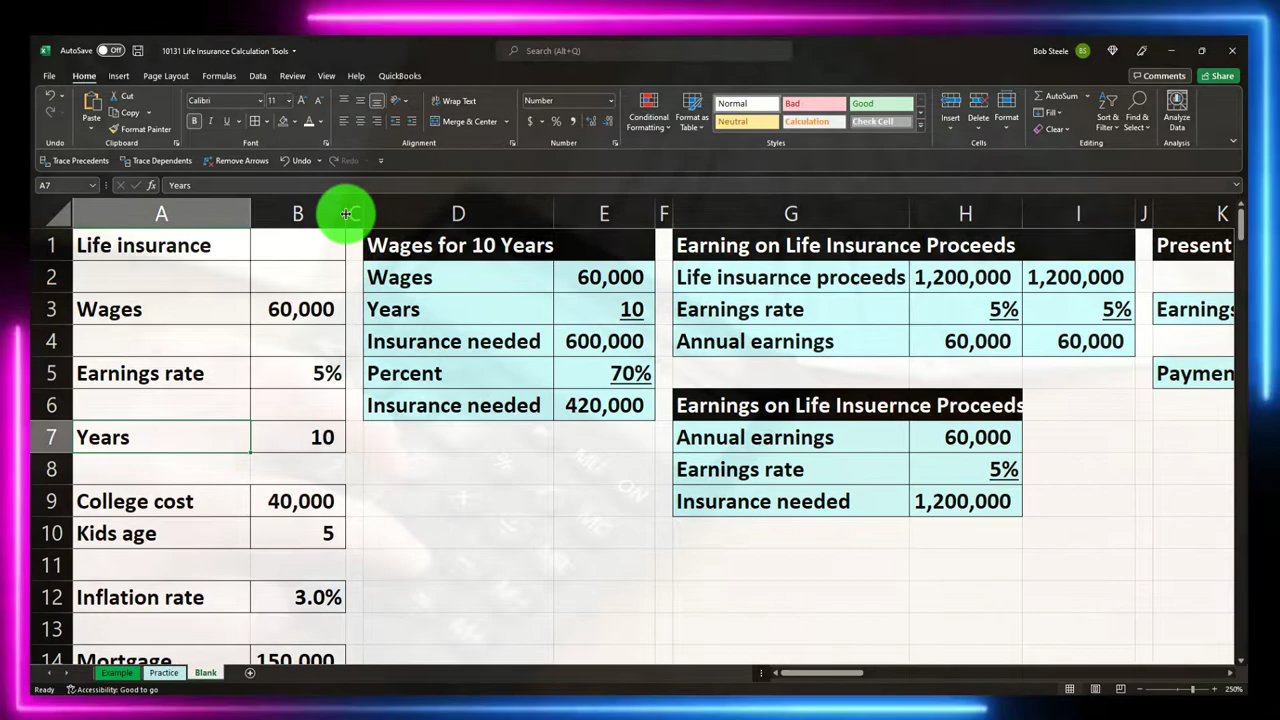 AutoSave Off 10131 Life Insurance Calculation Tools Search (Alt+Q) Bob Steele BS
File Home Insert Page Layout Formulas Data Review View Help QuickBooks Comments Share
Cut Calibri 11 Wrap Text Number Normal Bad Good AutoSum
Paste Copy Format Painter B I U Merge & Center $ % Conditional Formatting Format as Table Neutral Calculation Check Cell Insert Delete Format Fill Clear Sort & Filter Find & Select Analyze Data
Undo Clipboard Font Alignment Number Styles Cells Editing Analysis
Trace Precedents Trace Dependents Remove Arrows Undo Redo
A7 fx Years
A B C D E F G H I J K
1 Life insurance Wages for 10 Years Earning on Life Insurance Proceeds Present
2 Wages 60,000 Life insuarnce proceeds 1,200,000 1,200,000
3 Wages 60,000 Years 10 Earnings rate 5% 5% Earnings
4 Insurance needed 600,000 Annual earnings 60,000 60,000
5 Earnings rate 5% Percent 70% Paymen
6 Insurance needed 420,000 Earnings on Life Insuernce Proceeds
7 Years 10 Annual earnings 60,000
8 Earnings rate 5%
9 College cost 40,000 Insurance needed 1,200,000
10 Kids age 5
11
12 Inflation rate 3.0%
13
14 Mortgage 150,000
Example Practice Blank
Ready Accessibility: Good to go 250%